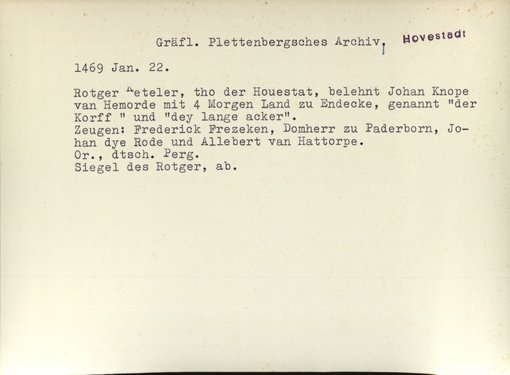 Gräfl. Plettenbergsches Archiv, Hovestadt
1469 Jan. 22.
Rotger Keteler, tho der Houestat, belehnt Johan Knope
van Hemorde mit 4 Morgen Land zu Endecke, genannt "der
Korff " und "dey lange acker".
Zeugen: Frederick Frezeken, Domherr zu Paderborn, Jo-
han dye Rode und Allebert van Hattorpe.
Or., dtsch. Perg.
Siegel des Rotger, ab.